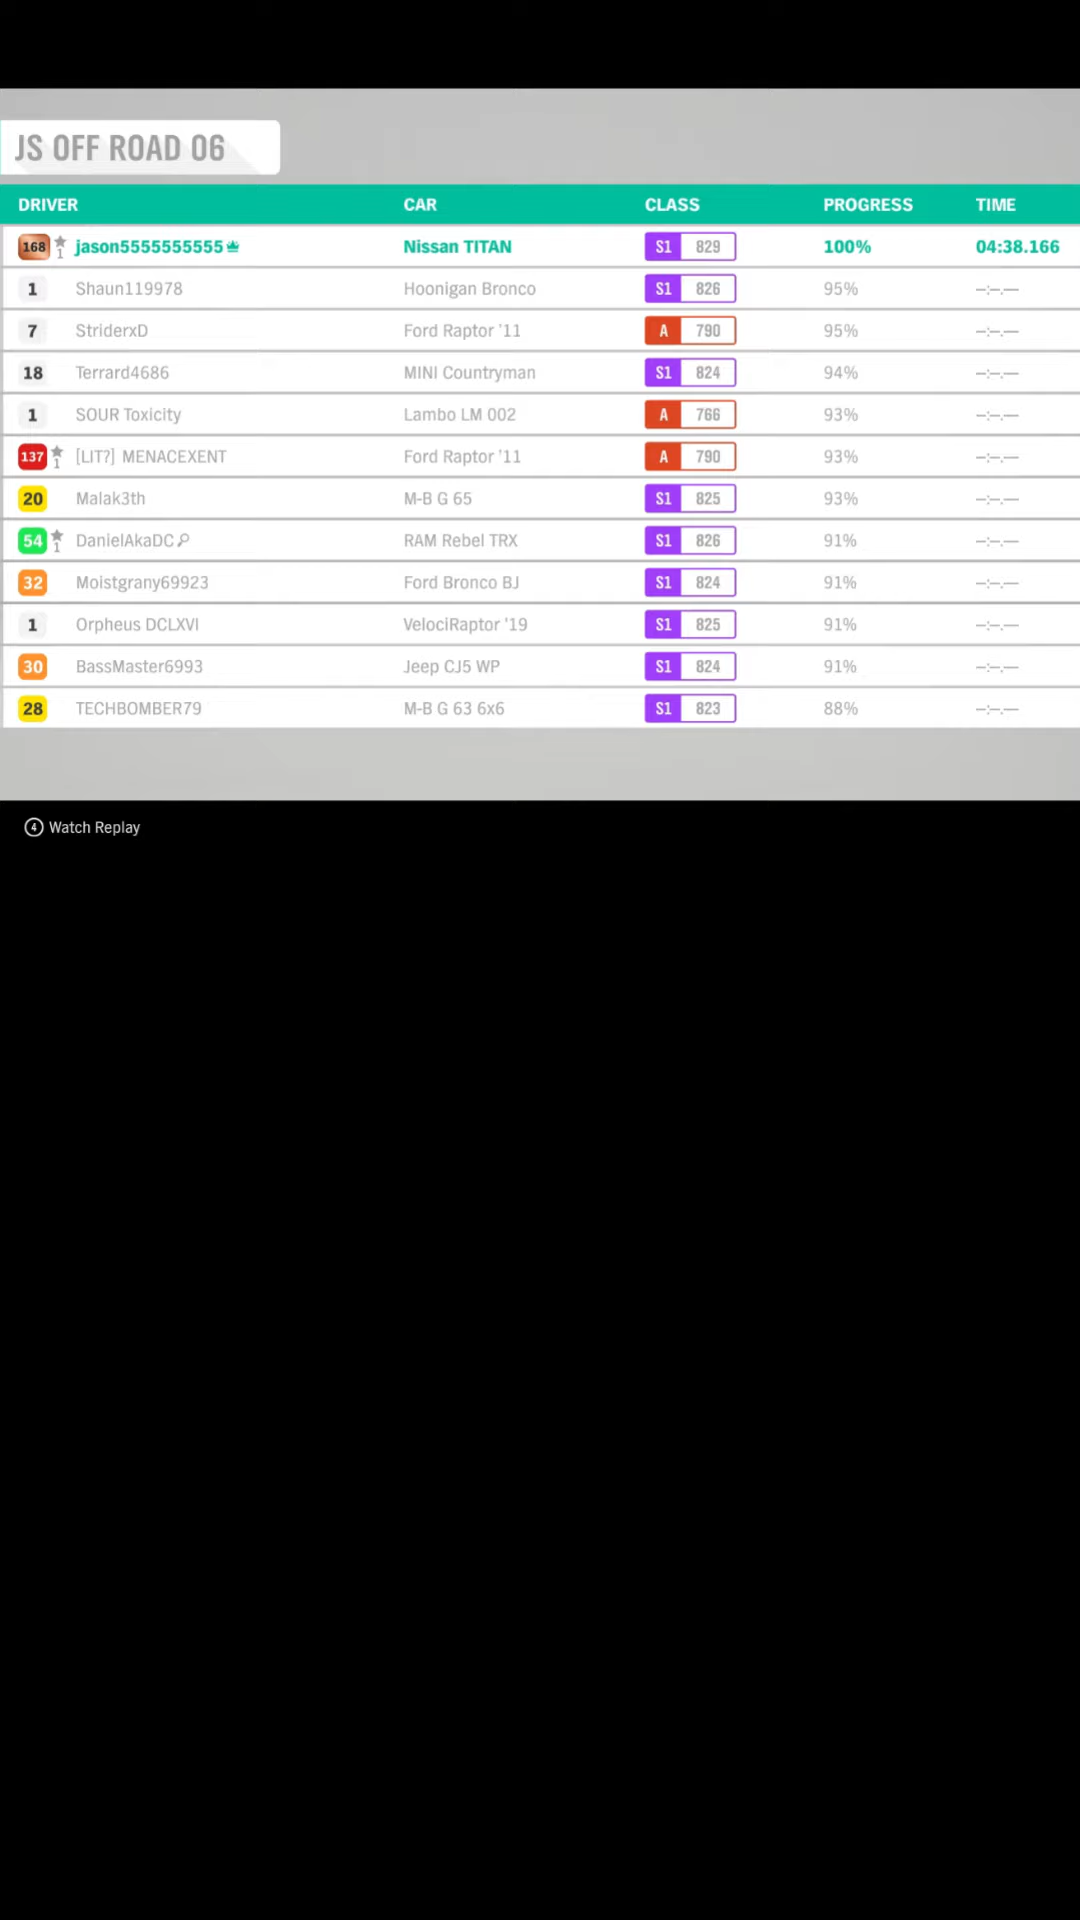 JS OFF ROAD 06
DRIVER CAR CLASS PROGRESS TIME
168 1 jason5555555555 Nissan TITAN S1 829 100% 04:38.166
1 Shaun119978 Hoonigan Bronco S1 826 95% --:--.---
7 StriderxD Ford Raptor '11 A 790 95% --:--.---
18 Terrard4686 MINI Countryman S1 824 94% --:--.---
1 SOUR Toxicity Lambo LM 002 A 766 93% --:--.---
137 1 [LIT?] MENACEXENT Ford Raptor '11 A 790 93% --:--.---
20 Malak3th M-B G 65 S1 825 93% --:--.---
54 1 DanielAkaDC RAM Rebel TRX S1 826 91% --:--.---
32 Moistgrany69923 Ford Bronco BJ S1 824 91% --:--.---
1 Orpheus DCLXVI VelociRaptor '19 S1 825 91% --:--.---
30 BassMaster6993 Jeep CJ5 WP S1 824 91% --:--.---
28 TECHBOMBER79 M-B G 63 6x6 S1 823 88% --:--.---
4 Watch Replay